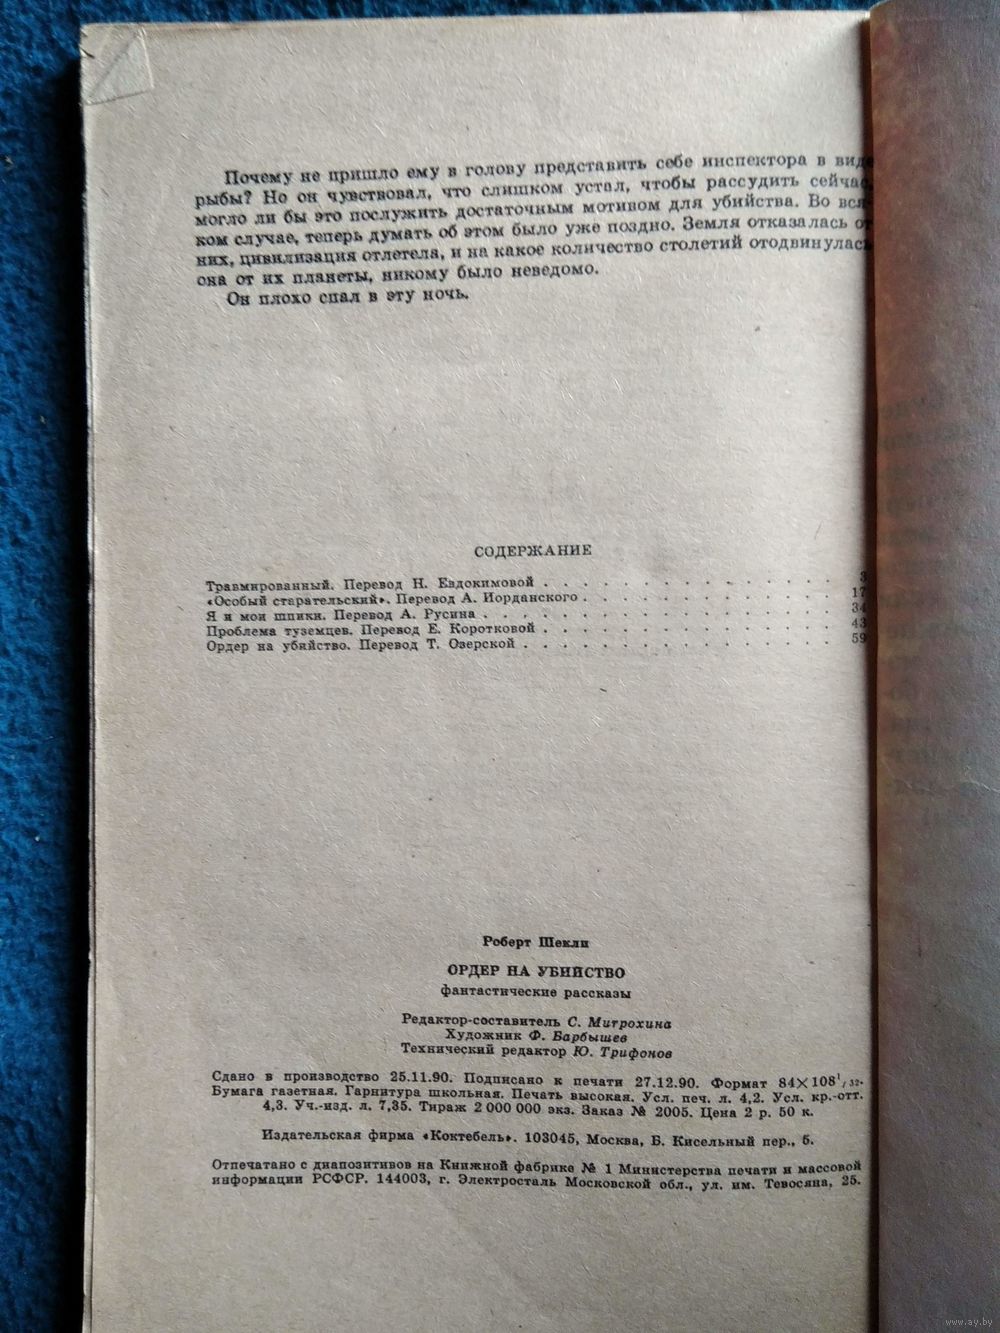 Почему не пришло ему в голову представить себе инспектора в виде
рыбы? Но он чувствовал, что слишком устал, чтобы рассудить сейчас,
могло ли бы это послужить достаточным мотивом для убийства. Во вся-
ком случае, теперь думать об этом было уже поздно. Земля отказалась от
них, цивилизация отлетела, и на какое количество столетий отодвинулась
она от их планеты, никому было неведомо.
Он плохо спал в эту ночь.
СОДЕРЖАНИЕ
Травмированный. Перевод Н. Евдокимовой . . . . . . . . . . . . . . . 3
«Особый старательский». Перевод А. Иорданского . . . . . . . . . . . . . 17
Я и мои шпики. Перевод А. Русина . . . . . . . . . . . . . . . . . . 34
Проблема туземцев. Перевод Е. Коротковой . . . . . . . . . . . . . . . 43
Ордер на убийство. Перевод Т. Озерской . . . . . . . . . . . . . . . . 59
Роберт Шекли
ОРДЕР НА УБИЙСТВО
фантастические рассказы
Редактор-составитель С. Митрохина
Художник Ф. Барбышев
Технический редактор Ю. Трифонов
Сдано в производство 25.11.90. Подписано к печати 27.12.90. Формат 84×108¹/₃₂.
Бумага газетная. Гарнитура школьная. Печать высокая. Усл. печ. л. 4,2. Усл. кр.-отт.
4,3. Уч.-изд. л. 7,35. Тираж 2 000 000 экз. Заказ № 2005. Цена 2 р. 50 к.
Издательская фирма «Коктебель». 103045, Москва, Б. Кисельный пер., 5.
Отпечатано с диапозитивов на Книжной фабрике № 1 Министерства печати и массовой
информации РСФСР. 144003, г. Электросталь Московской обл., ул. им. Тевосяна, 25.
www.ay.by